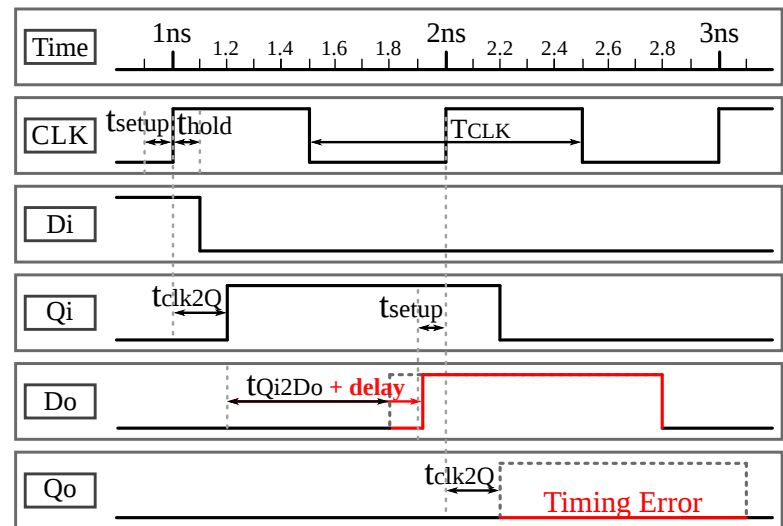 Time
1ns 1.2 1.4 1.6 1.8 2ns 2.2 2.4 2.6 2.8 3ns
CLK
tsetup thold TCLK
Di
Qi
tclk2Q tsetup
Do
tQi2Do + delay
Qo
tclk2Q
Timing Error